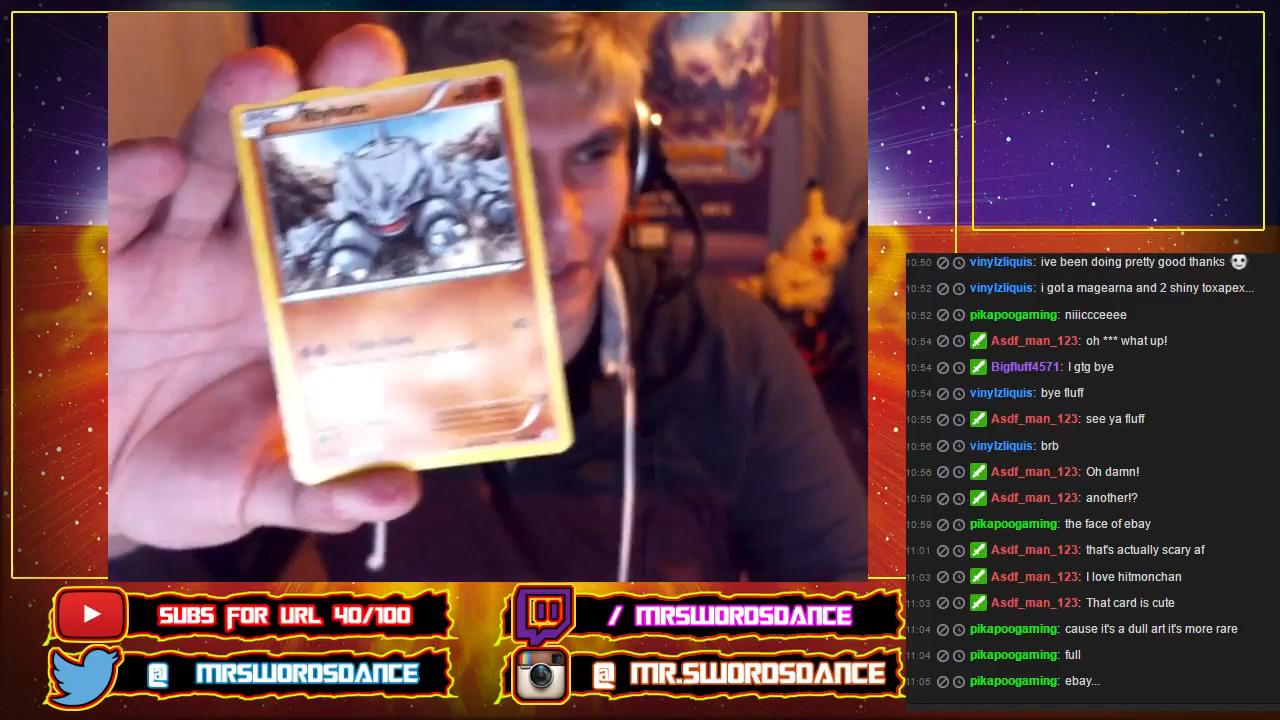 BASIC Rhyhorn
10:50 vinylzliquis: ive been doing pretty good thanks
10:52 vinylzliquis: i got a magearna and 2 shiny toxapex...
10:52 pikapoogaming: niiiccceeee
10:54 Asdf_man_123: oh *** what up!
10:54 Bigfluff4571: I gtg bye
10:54 vinylzliquis: bye fluff
10:55 Asdf_man_123: see ya fluff
10:56 vinylzliquis: brb
10:56 Asdf_man_123: Oh damn!
10:59 Asdf_man_123: another!?
10:59 pikapoogaming: the face of ebay
11:01 Asdf_man_123: that's actually scary af
11:03 Asdf_man_123: I love hitmonchan
11:03 Asdf_man_123: That card is cute
11:04 pikapoogaming: cause it's a dull art it's more rare
11:04 pikapoogaming: full
11:05 pikapoogaming: ebay...
SUBS FOR URL 40/100
/ MRSWORDSDANCE
@ MRSWORDSDANCE
@ MR.SWORDSDANCE